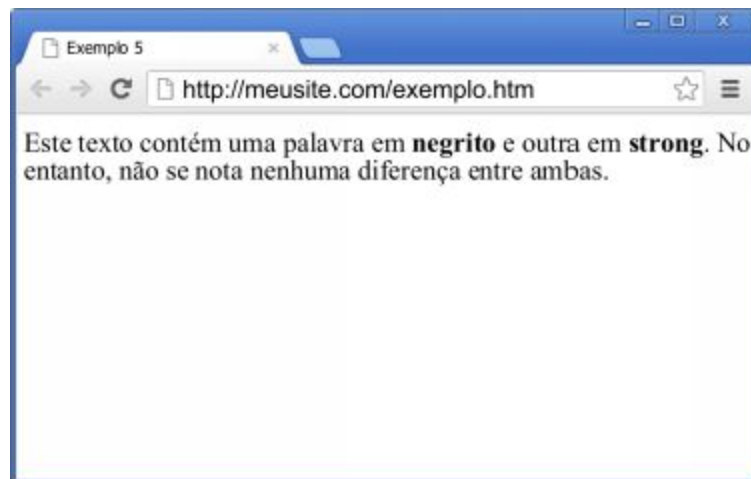 Exemplo 5
http://meusite.com/exemplo.htm
Este texto contém uma palavra em negrito e outra em strong. No
entanto, não se nota nenhuma diferença entre ambas.